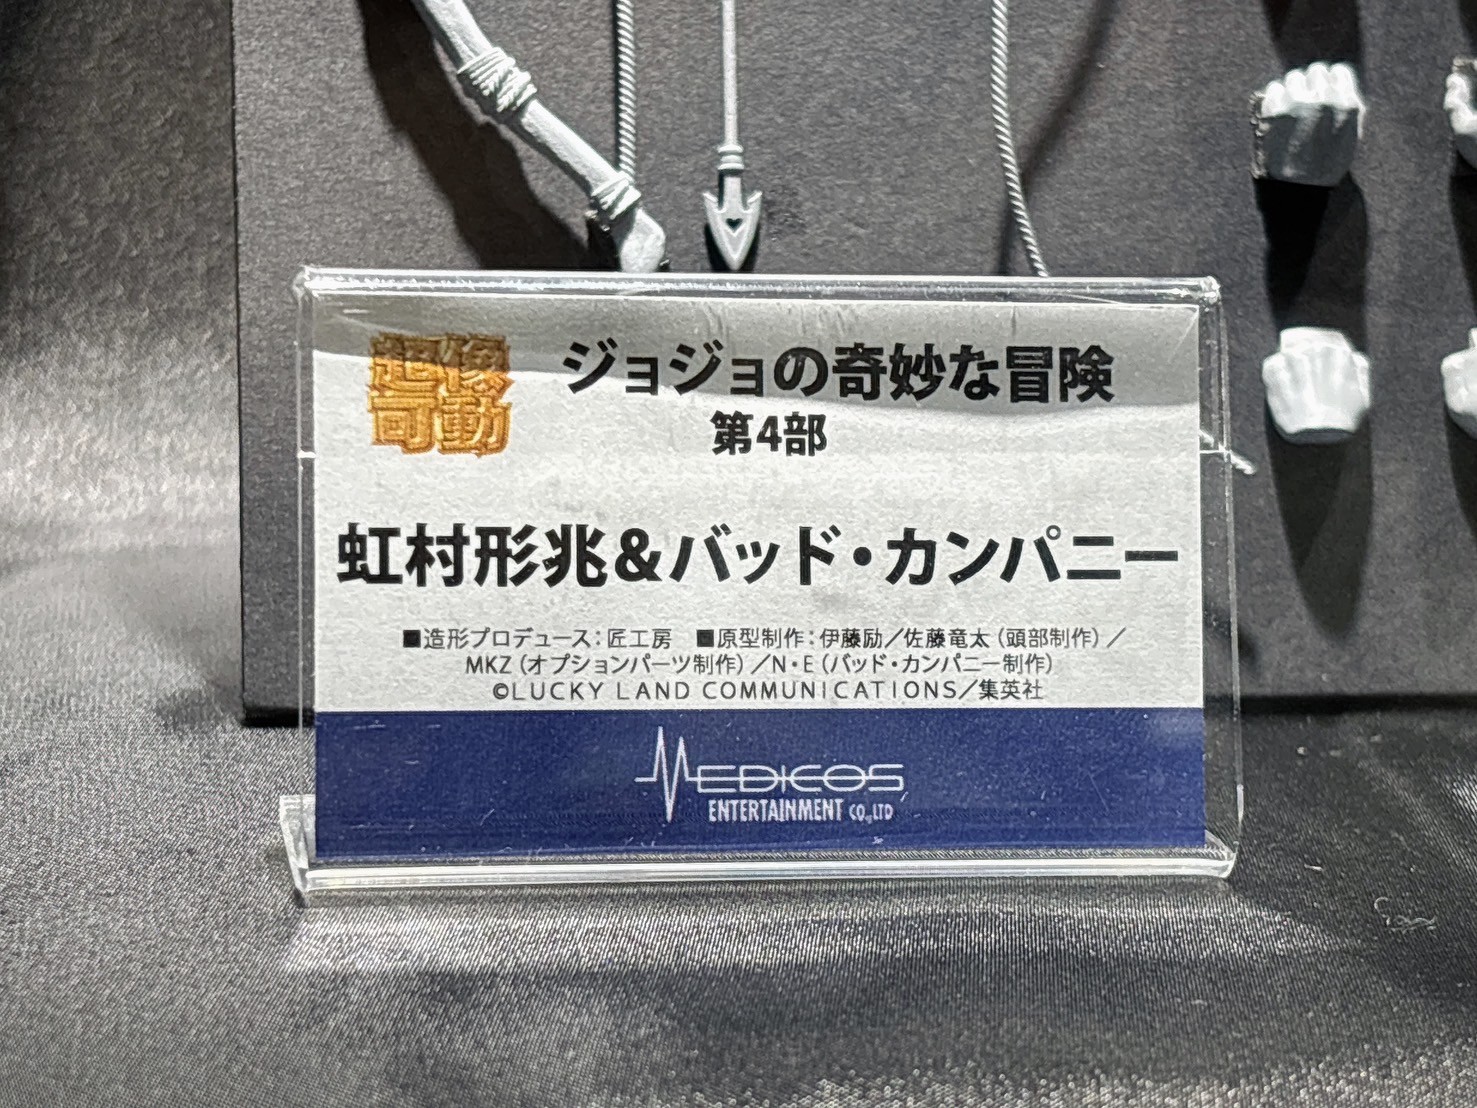 超像
可動
ジョジョの奇妙な冒険
第4部
虹村形兆&バッド・カンパニー
■造形プロデュース：匠工房　■原型制作：伊藤励／佐藤竜太（頭部制作）／
MKZ（オプションパーツ制作）／N・E（バッド・カンパニー制作）
©LUCKY LAND COMMUNICATIONS／集英社
MEDICOS
ENTERTAINMENT CO.,LTD